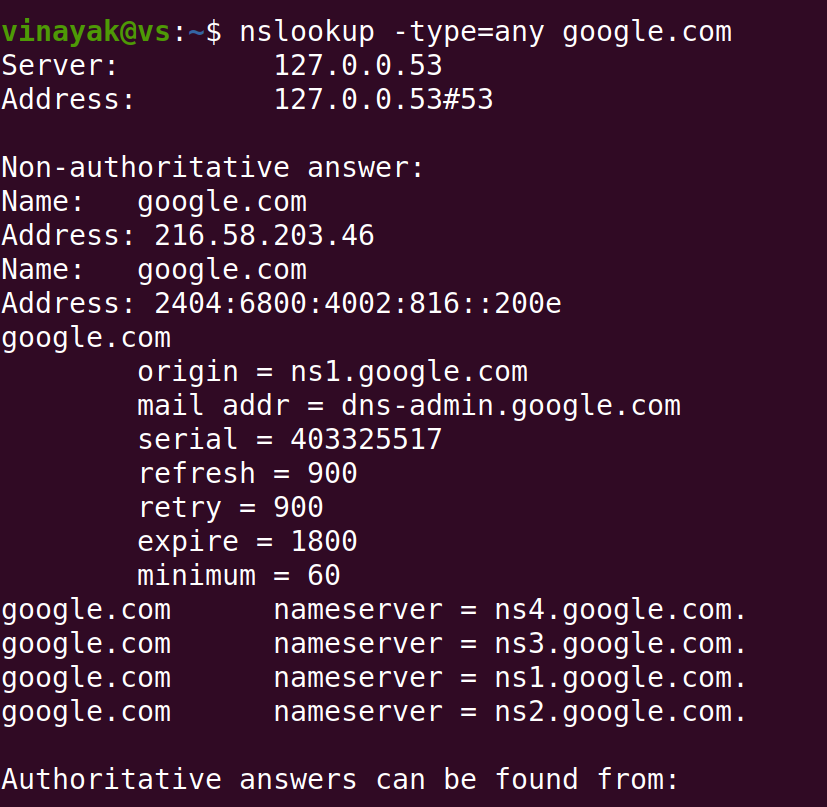 vinayak@vs:~$ nslookup -type=any google.com
Server:         127.0.0.53
Address:        127.0.0.53#53

Non-authoritative answer:
Name:   google.com
Address: 216.58.203.46
Name:   google.com
Address: 2404:6800:4002:816::200e
google.com
        origin = ns1.google.com
        mail addr = dns-admin.google.com
        serial = 403325517
        refresh = 900
        retry = 900
        expire = 1800
        minimum = 60
google.com      nameserver = ns4.google.com.
google.com      nameserver = ns3.google.com.
google.com      nameserver = ns1.google.com.
google.com      nameserver = ns2.google.com.

Authoritative answers can be found from: